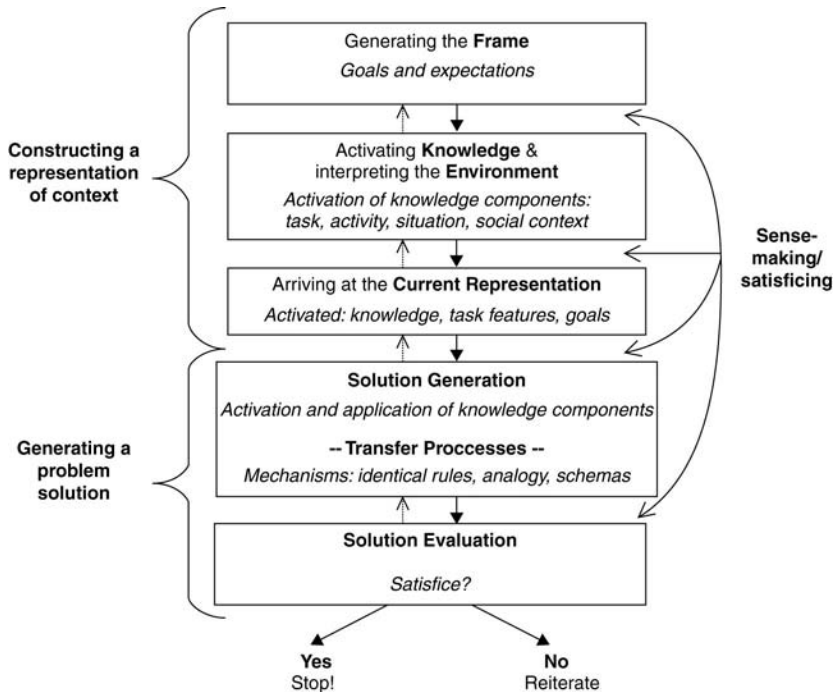 Generating the Frame
Goals and expectations
Constructing a
representation
of context
Activating Knowledge &
interpreting the Environment
Activation of knowledge components:
task, activity, situation, social context
Sense-
making/
satisficing
Arriving at the Current Representation
Activated: knowledge, task features, goals
Generating a
problem
solution
Solution Generation
Activation and application of knowledge components
-- Transfer Proccesses --
Mechanisms: identical rules, analogy, schemas
Solution Evaluation
Satisfice?
Yes
Stop!
No
Reiterate